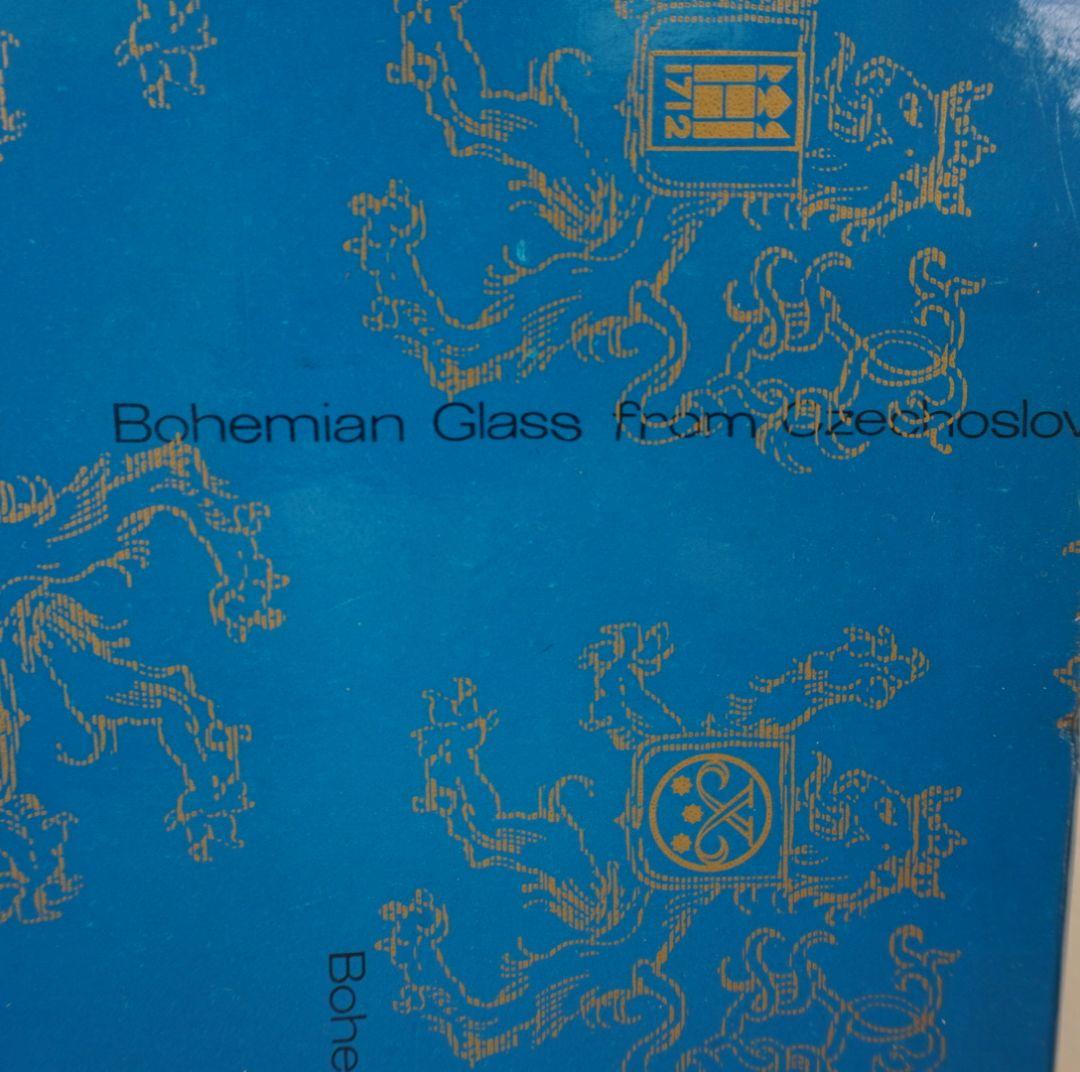 1712
Bohemian Glass from Czechoslov
Bohe